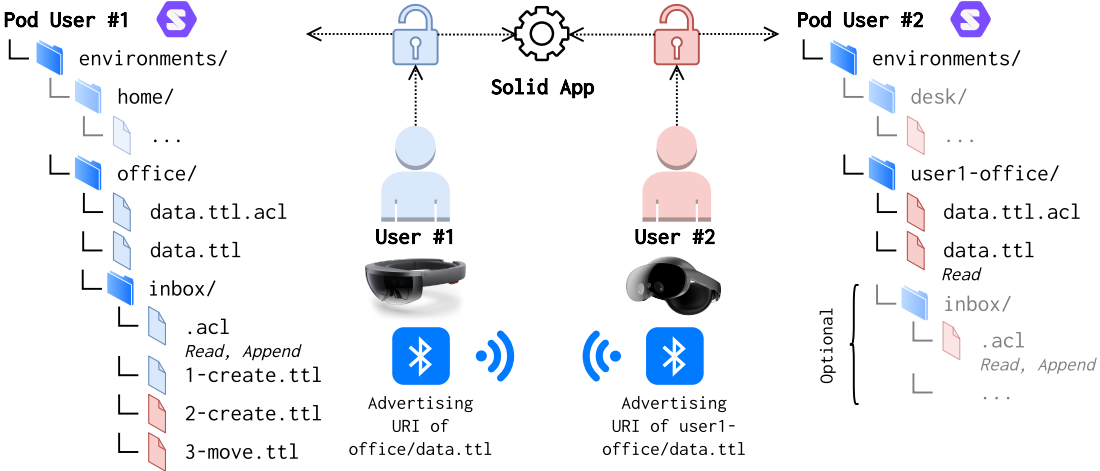 Pod User #1
environments/
home/
...
office/
data.ttl.acl
data.ttl
inbox/
.acl
Read, Append
1-create.ttl
2-create.ttl
3-move.ttl
Solid App
User #1
User #2
Advertising
URI of
office/data.ttl
Advertising
URI of user1-
office/data.ttl
Pod User #2
environments/
desk/
...
user1-office/
data.ttl.acl
data.ttl
Read
Optional
inbox/
.acl
Read, Append
...